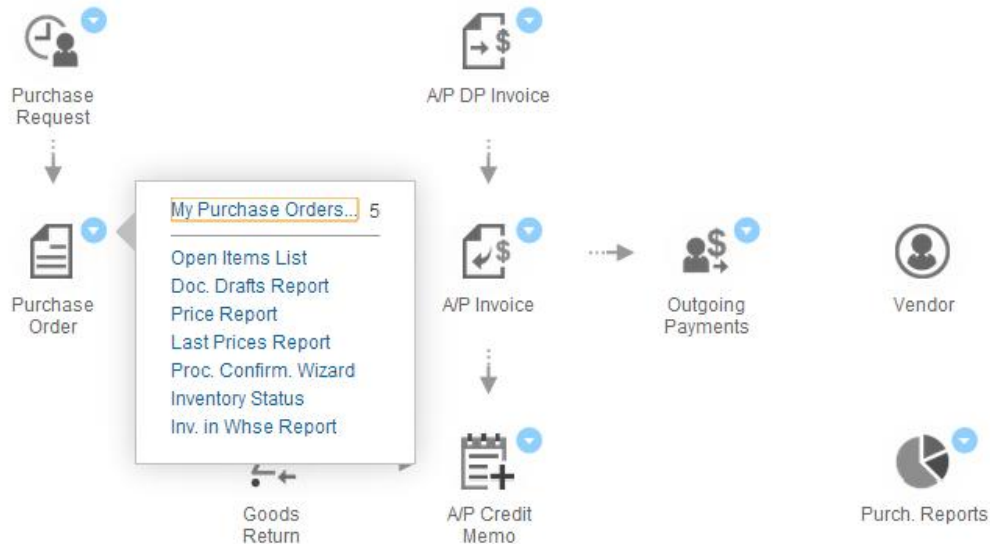 Purchase
Request
A/P DP Invoice
My Purchase Orders... 5
Open Items List
Doc. Drafts Report
Price Report
Last Prices Report
Proc. Confirm. Wizard
Inventory Status
Inv. in Whse Report
Purchase
Order
A/P Invoice
Outgoing
Payments
Vendor
Goods
Return
A/P Credit
Memo
Purch. Reports